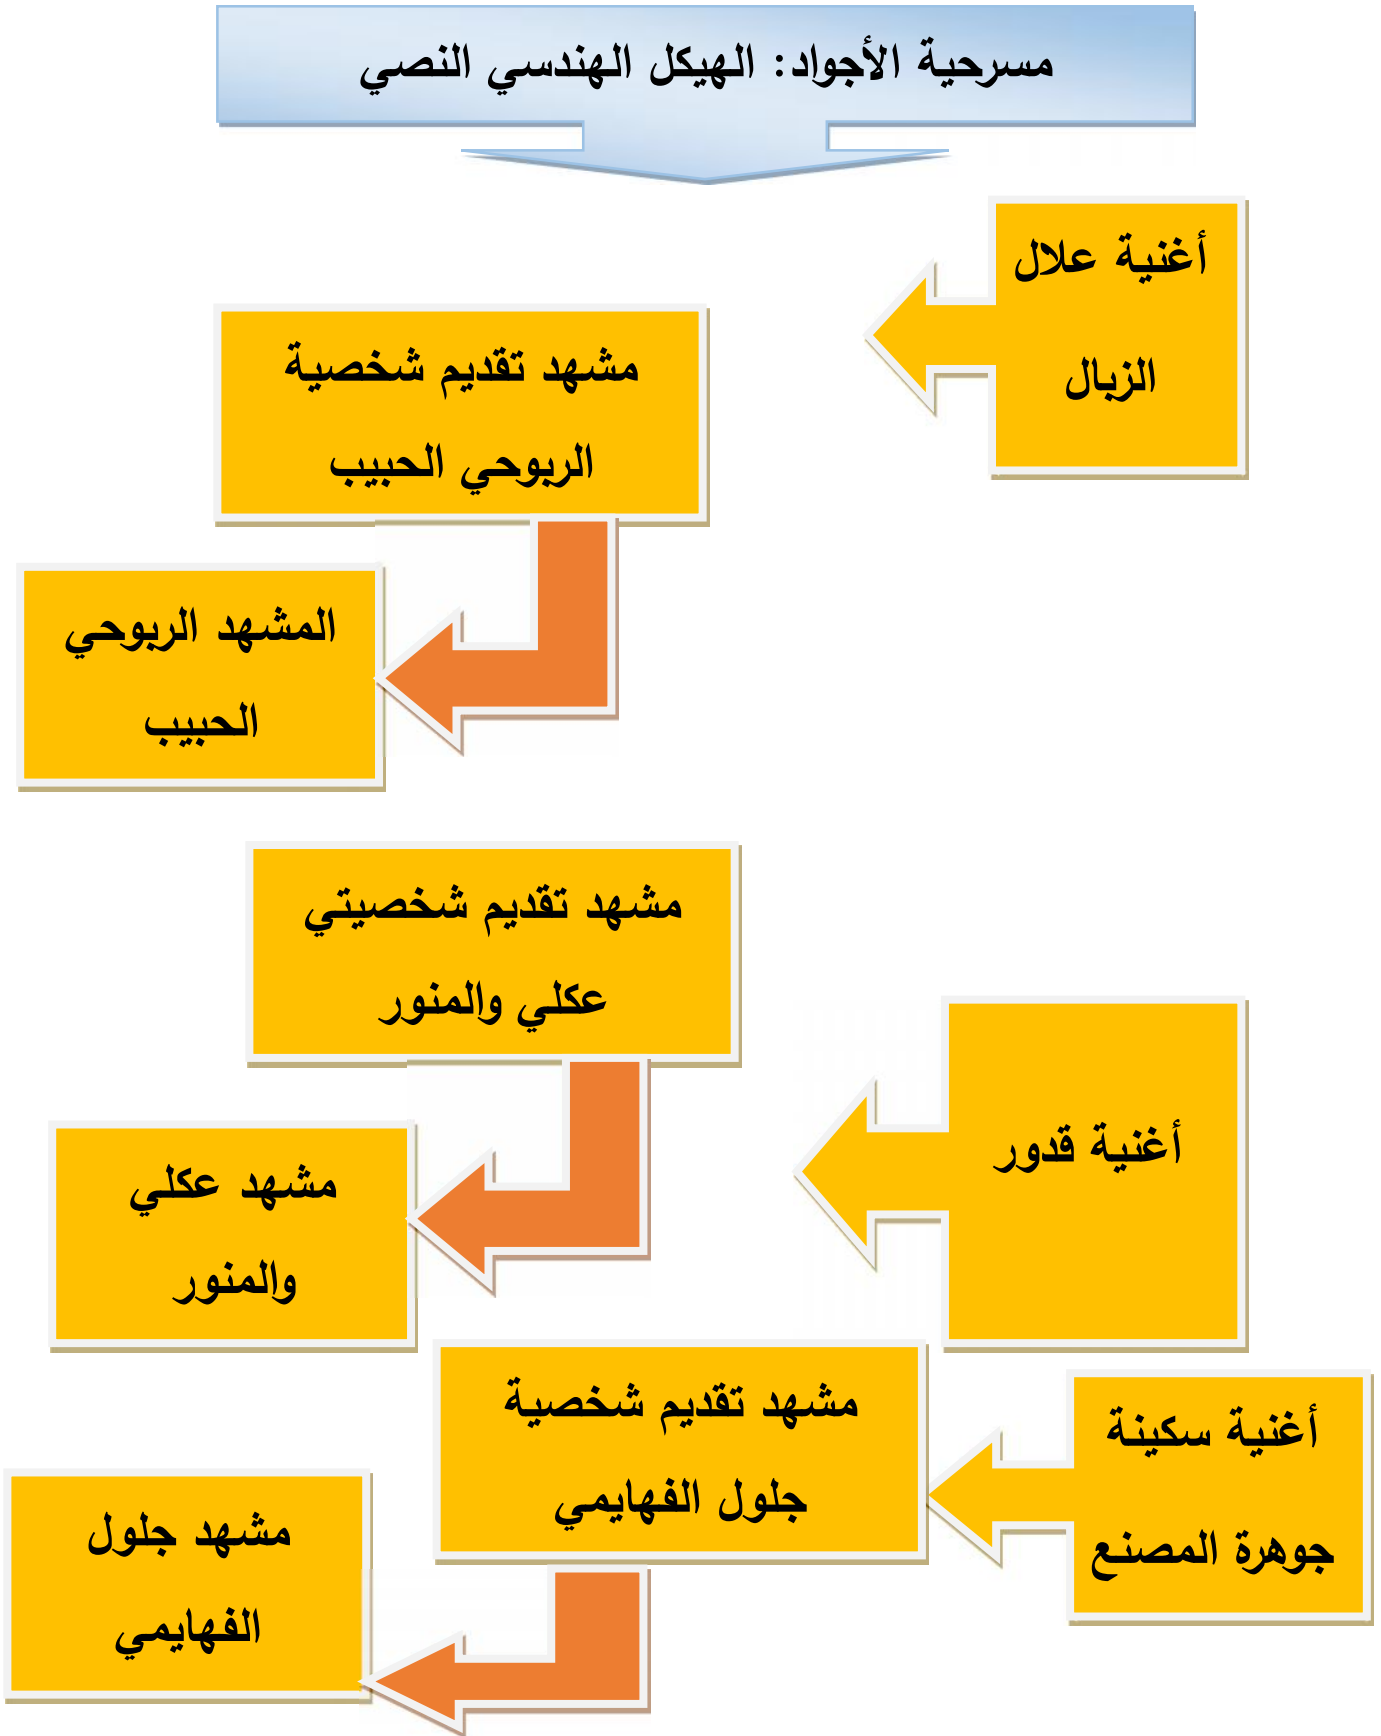 مسرحية الأجواد: الهيكل الهندسي النصي
أغنية علال
الزبال
مشهد تقديم شخصية
الربوحي الحبيب
المشهد الربوحي
الحبيب
أغنية قدور
مشهد تقديم شخصيتي
عكلي والمنور
مشهد عكلي
والمنور
أغنية سكينة
جوهرة المصنع
مشهد تقديم شخصية
جلول الفهايمي
مشهد جلول
الفهايمي